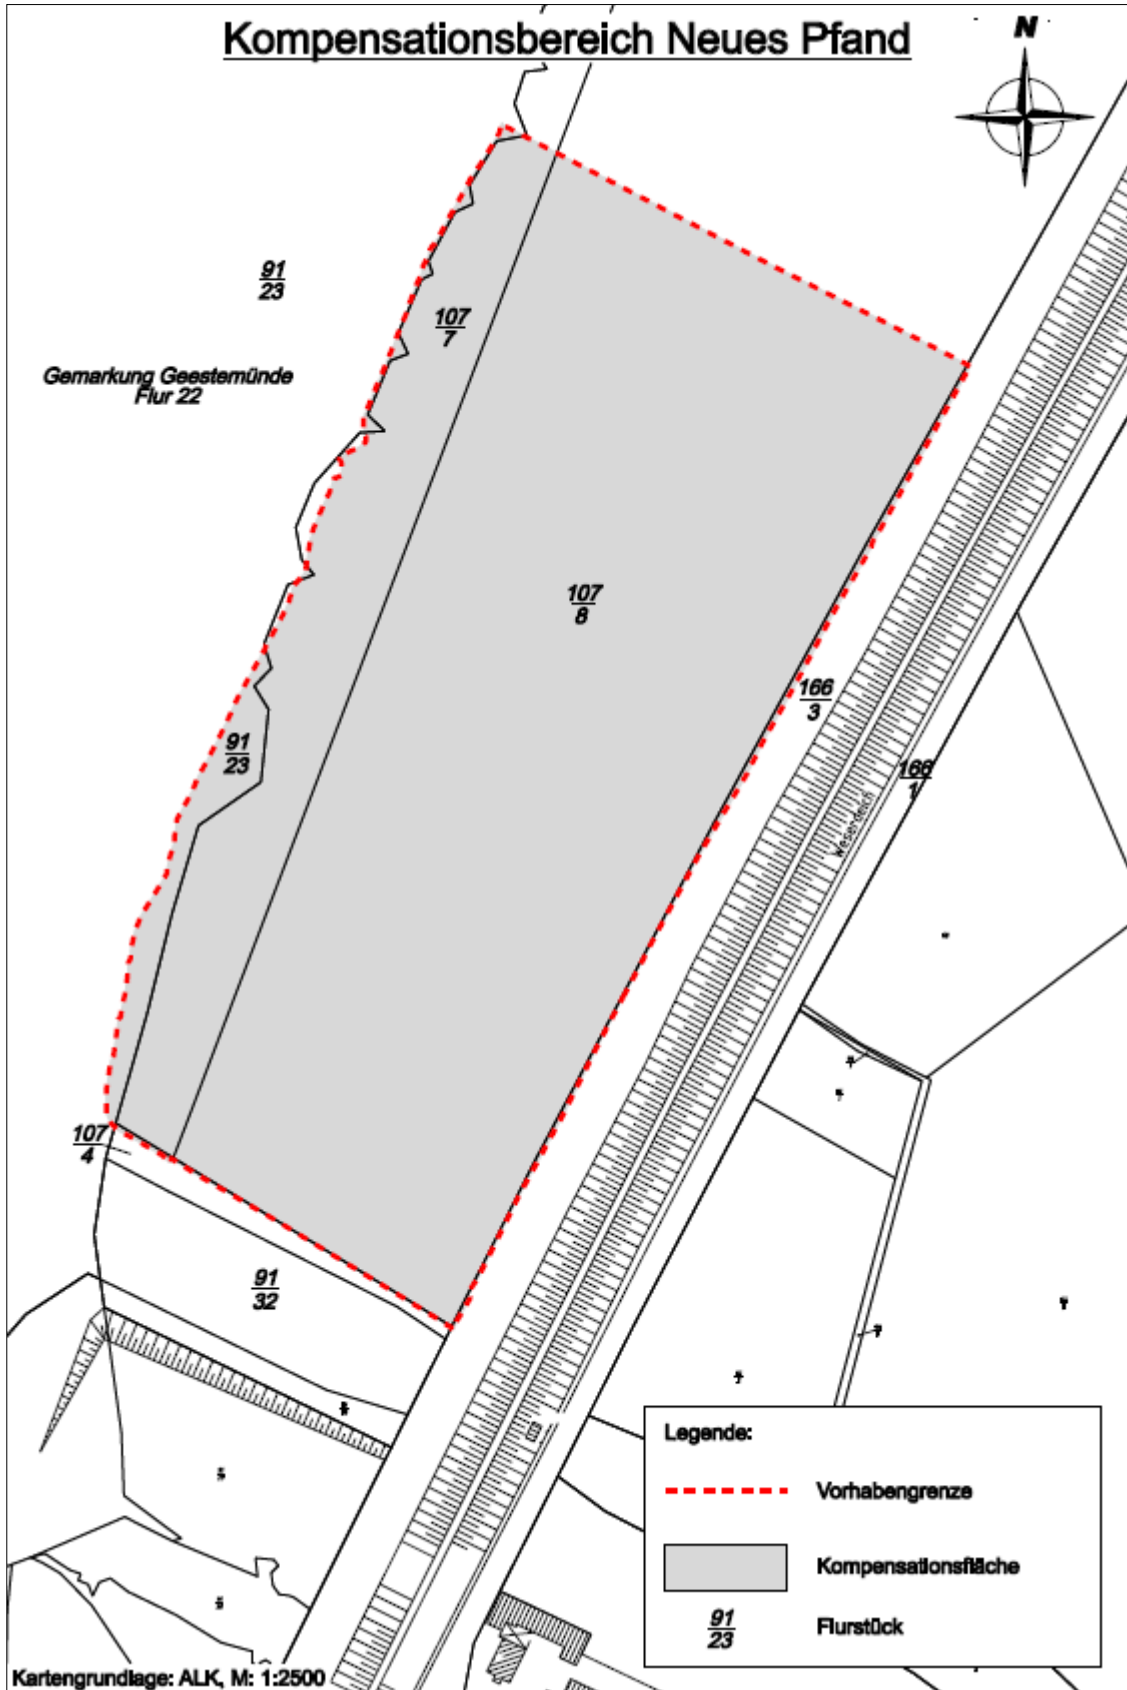 Kompensationsbereich Neues Pfand
N
91
23
107
7
Gemarkung Geestemünde
Flur 22
107
8
166
3
91
23
166
1
Weserdeich
107
4
91
32
Legende:
Vorhabengrenze
Kompensationsfläche
91
23
Flurstück
Kartengrundlage: ALK, M: 1:2500